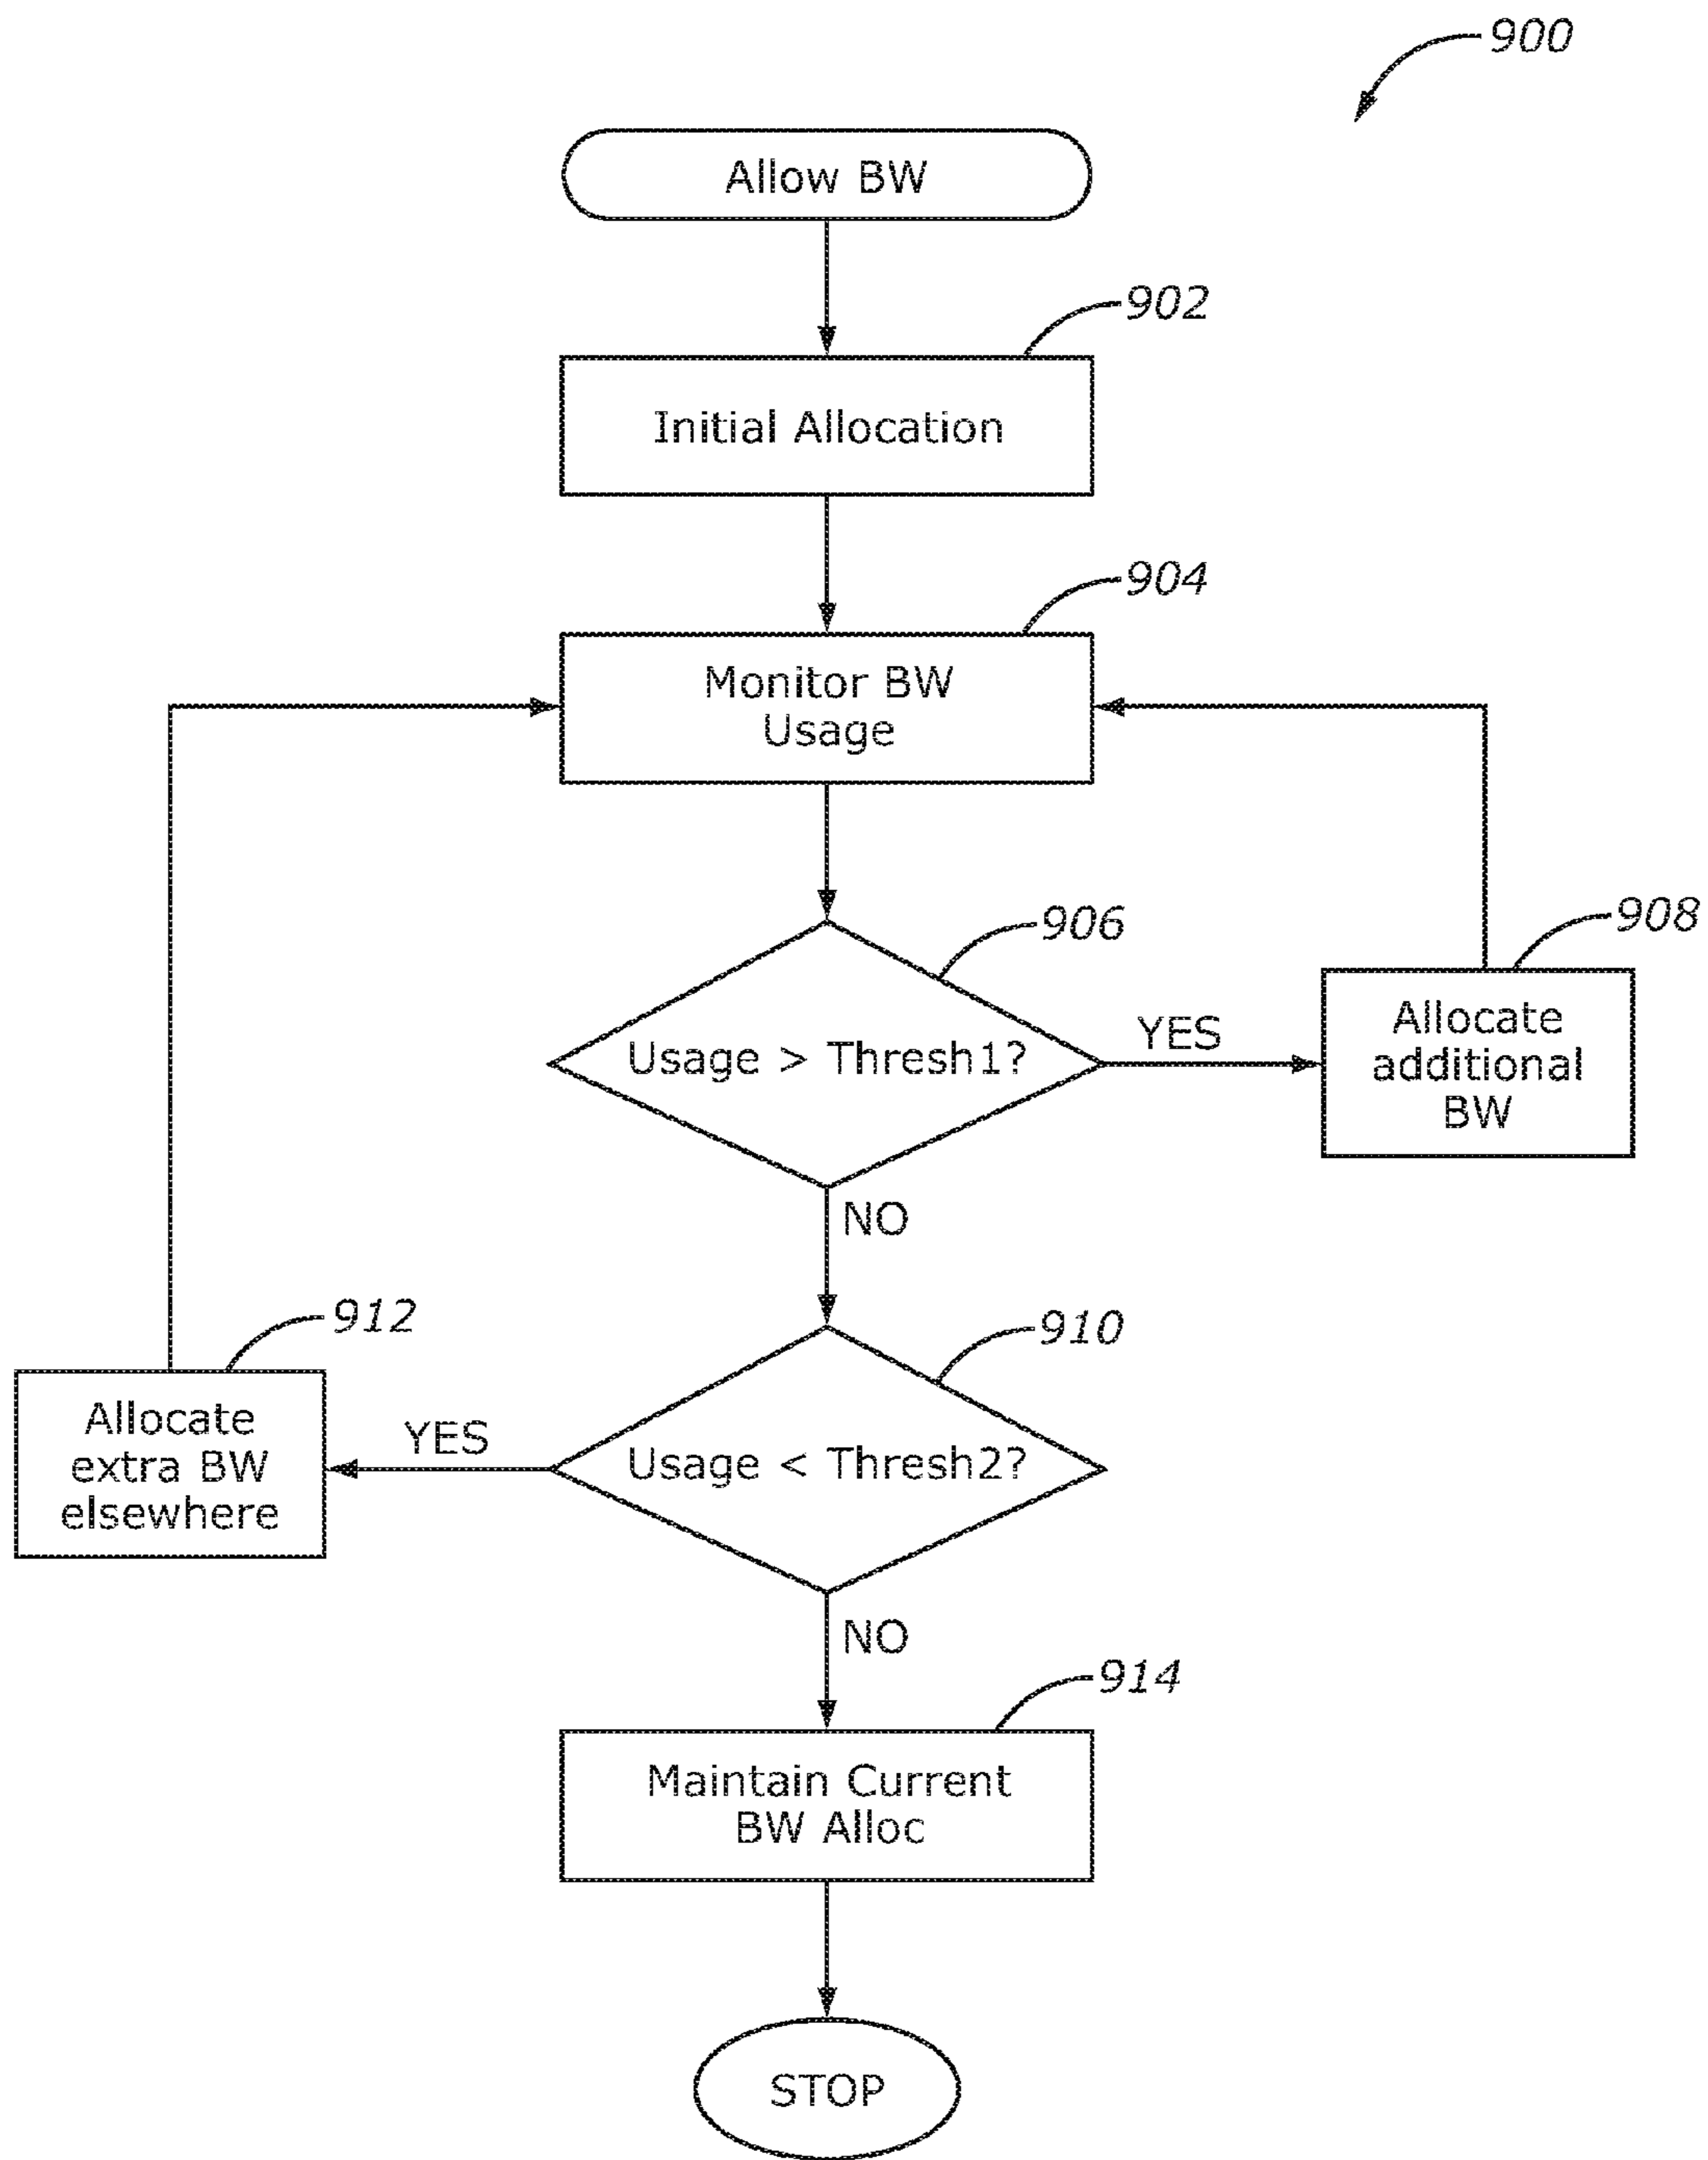 900
Allow BW
902
Initial Allocation
904
Monitor BW
Usage
906
Usage > Thresh1?
YES
908
Allocate
additional
BW
NO
910
Usage < Thresh2?
YES
912
Allocate
extra BW
elsewhere
NO
914
Maintain Current
BW Alloc
STOP